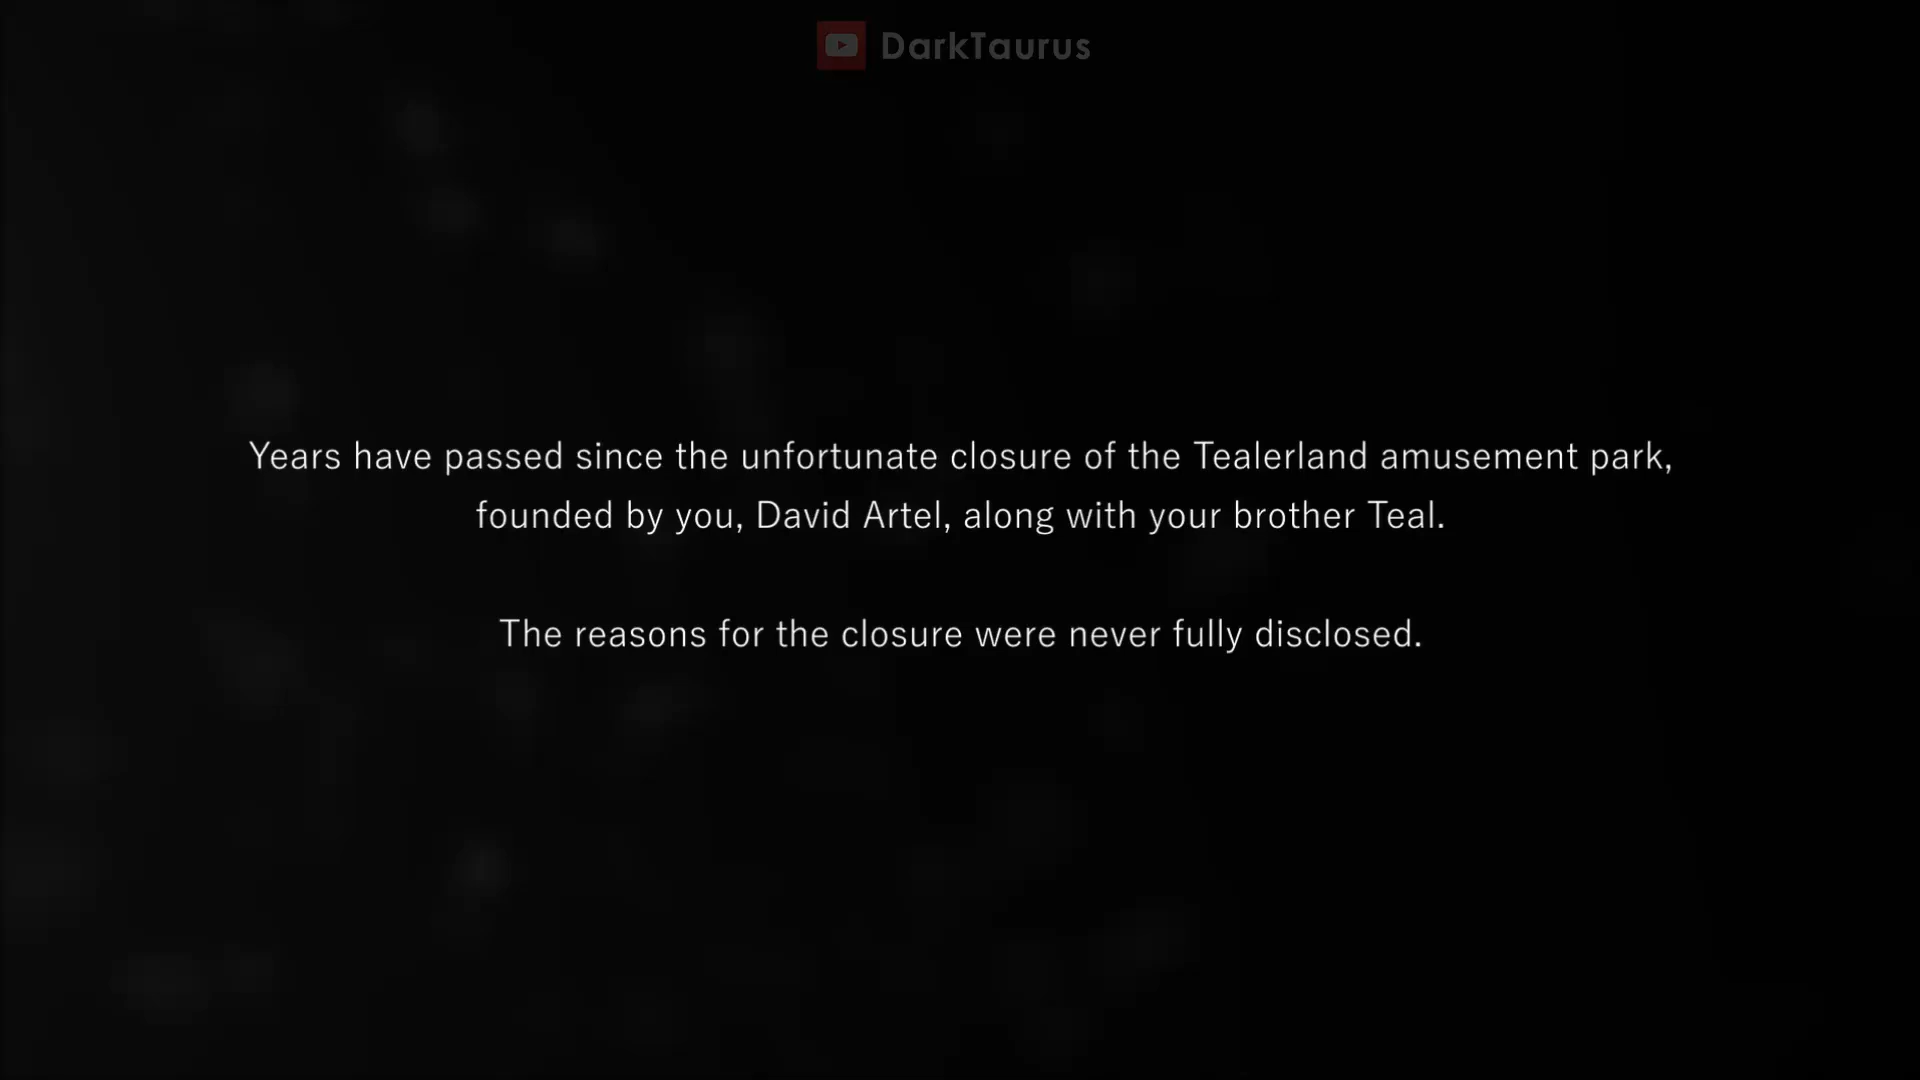 DarkTaurus
Years have passed since the unfortunate closure of the Tealerland amusement park,
founded by you, David Artel, along with your brother Teal.
The reasons for the closure were never fully disclosed.